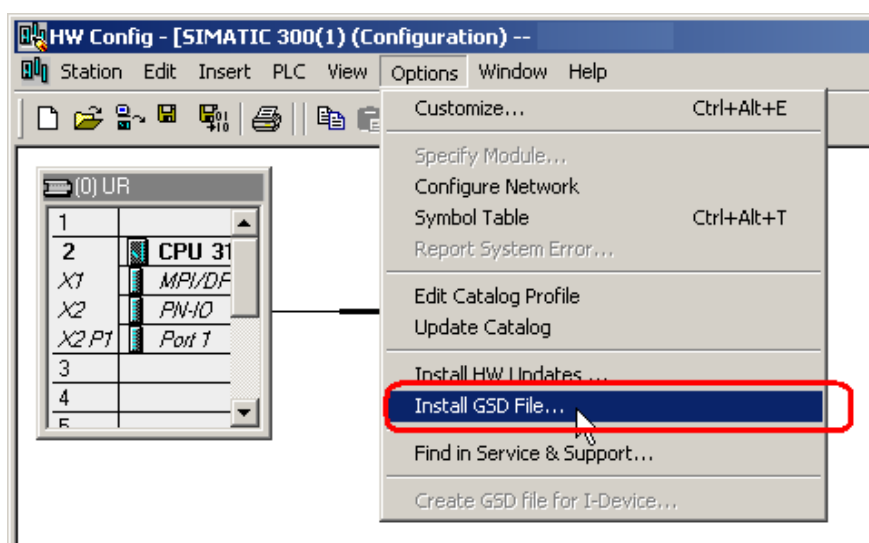 HW Config - [SIMATIC 300(1) (Configuration) --
Station Edit Insert PLC View Options Window Help
Customize... Ctrl+Alt+E
Specify Module...
Configure Network
Symbol Table Ctrl+Alt+T
Report System Error...
Edit Catalog Profile
Update Catalog
Install HW Updates ...
Install GSD File...
Find in Service & Support...
Create GSD file for I-Device...
(0) UR
1
2 CPU 31
X1 MPI/DP
X2 PN-IO
X2 P1 Port 1
3
4
5